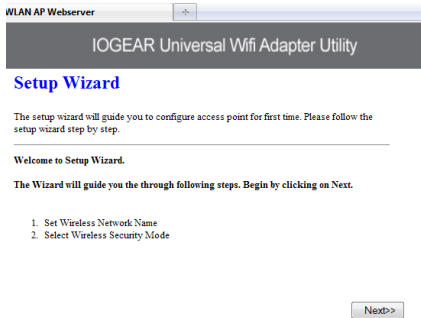 WLAN AP Webserver
IOGEAR Universal Wifi Adapter Utility
Setup Wizard
The setup wizard will guide you to configure access point for first time. Please follow the
setup wizard step by step.
Welcome to Setup Wizard.
The Wizard will guide you the through following steps. Begin by clicking on Next.
1. Set Wireless Network Name
2. Select Wireless Security Mode
Next>>